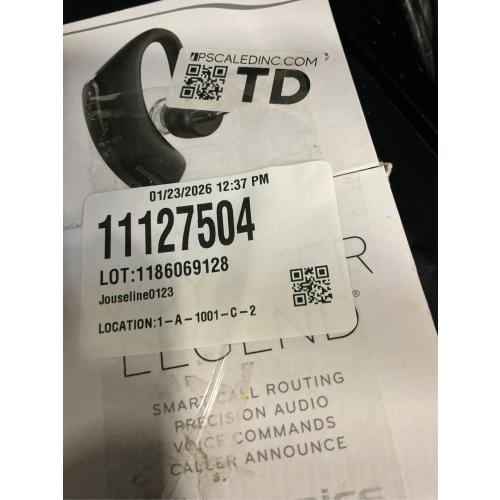 UPSCALEDINC.COM
TD
01/23/2026 12:37 PM
11127504
LOT:1186069128
Jouseline0123
LOCATION:1-A-1001-C-2
LEGEND®
SMART CALL ROUTING
PRECISION AUDIO
VOICE COMMANDS
CALLER ANNOUNCE